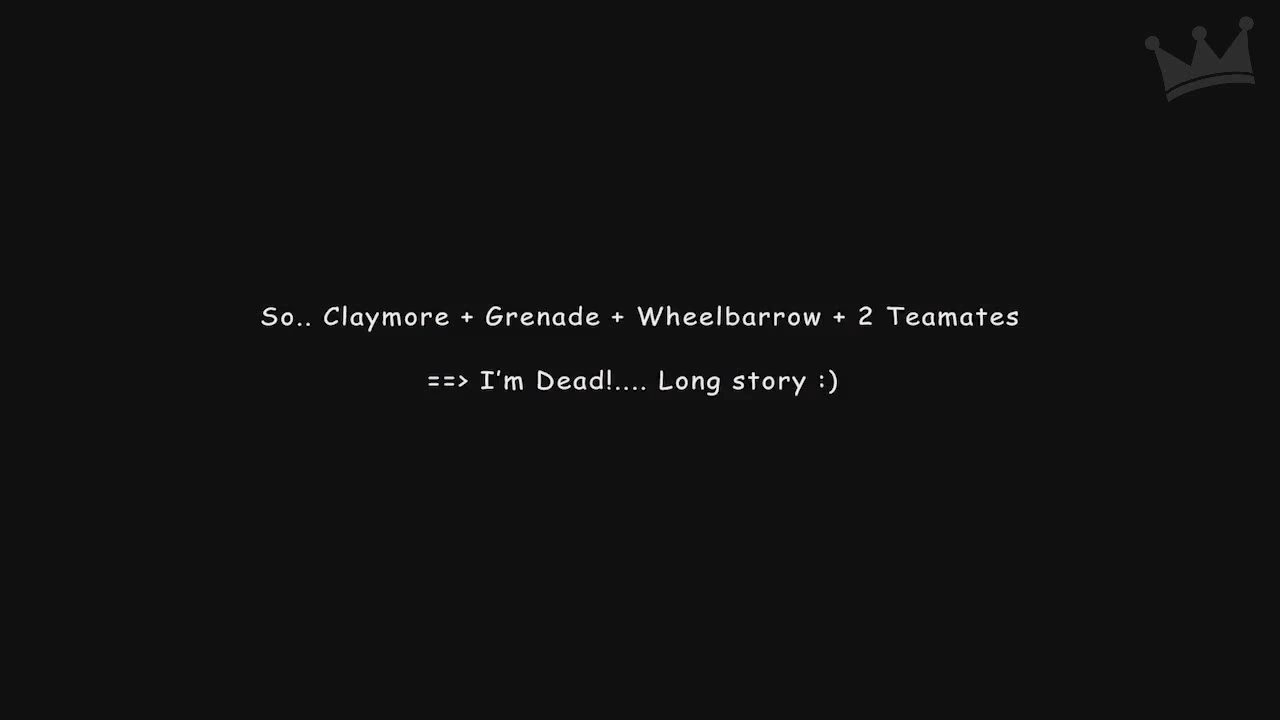 So.. Claymore + Grenade + Wheelbarrow + 2 Teamates
==> I'm Dead!.... Long story :)